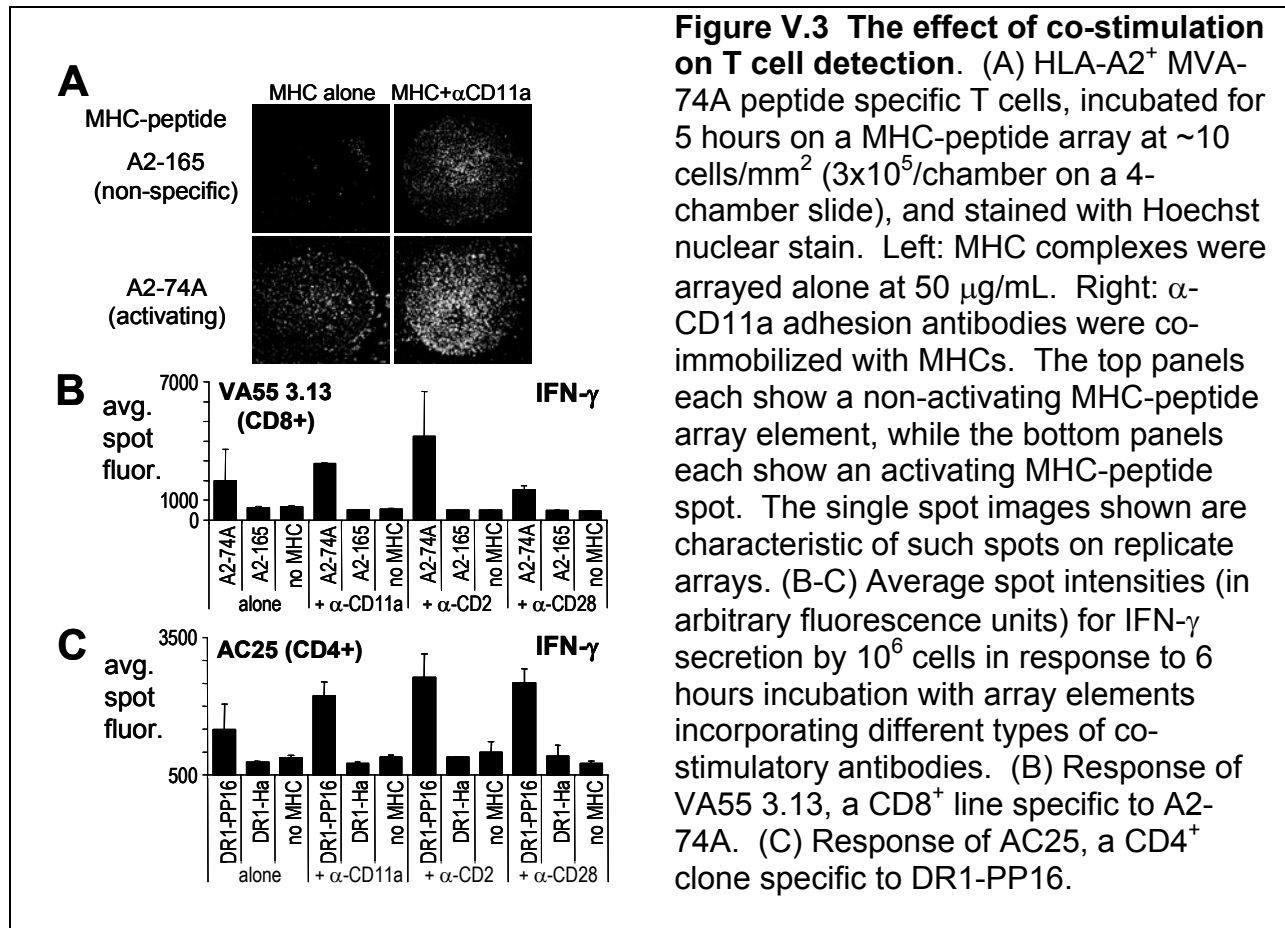 A
MHC alone MHC+αCD11a
MHC-peptide
A2-165
(non-specific)
A2-74A
(activating)
B
avg.
spot
fluor.
7000
1000
0
VA55 3.13
(CD8+)
IFN-γ
A2-74A
A2-165
no MHC
A2-74A
A2-165
no MHC
A2-74A
A2-165
no MHC
A2-74A
A2-165
no MHC
alone + α-CD11a + α-CD2 + α-CD28
C
avg.
spot
fluor.
3500
500
AC25 (CD4+)
IFN-γ
DR1-PP16
DR1-Ha
no MHC
DR1-PP16
DR1-Ha
no MHC
DR1-PP16
DR1-Ha
no MHC
DR1-PP16
DR1-Ha
no MHC
alone + α-CD11a + α-CD2 + α-CD28
Figure V.3 The effect of co-stimulation
on T cell detection. (A) HLA-A2⁺ MVA-
74A peptide specific T cells, incubated for
5 hours on a MHC-peptide array at ~10
cells/mm² (3x10⁵/chamber on a 4-
chamber slide), and stained with Hoechst
nuclear stain. Left: MHC complexes were
arrayed alone at 50 μg/mL. Right: α-
CD11a adhesion antibodies were co-
immobilized with MHCs. The top panels
each show a non-activating MHC-peptide
array element, while the bottom panels
each show an activating MHC-peptide
spot. The single spot images shown are
characteristic of such spots on replicate
arrays. (B-C) Average spot intensities (in
arbitrary fluorescence units) for IFN-γ
secretion by 10⁶ cells in response to 6
hours incubation with array elements
incorporating different types of co-
stimulatory antibodies. (B) Response of
VA55 3.13, a CD8⁺ line specific to A2-
74A. (C) Response of AC25, a CD4⁺
clone specific to DR1-PP16.